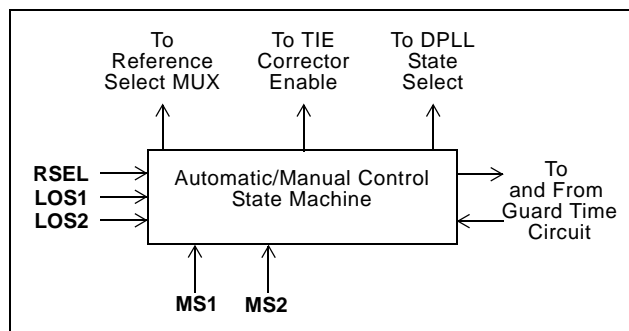 To
Reference
Select MUX
To TIE
Corrector
Enable
To DPLL
State
Select
RSEL
LOS1
LOS2
Automatic/Manual Control
State Machine
To
and From
Guard Time
Circuit
MS1
MS2